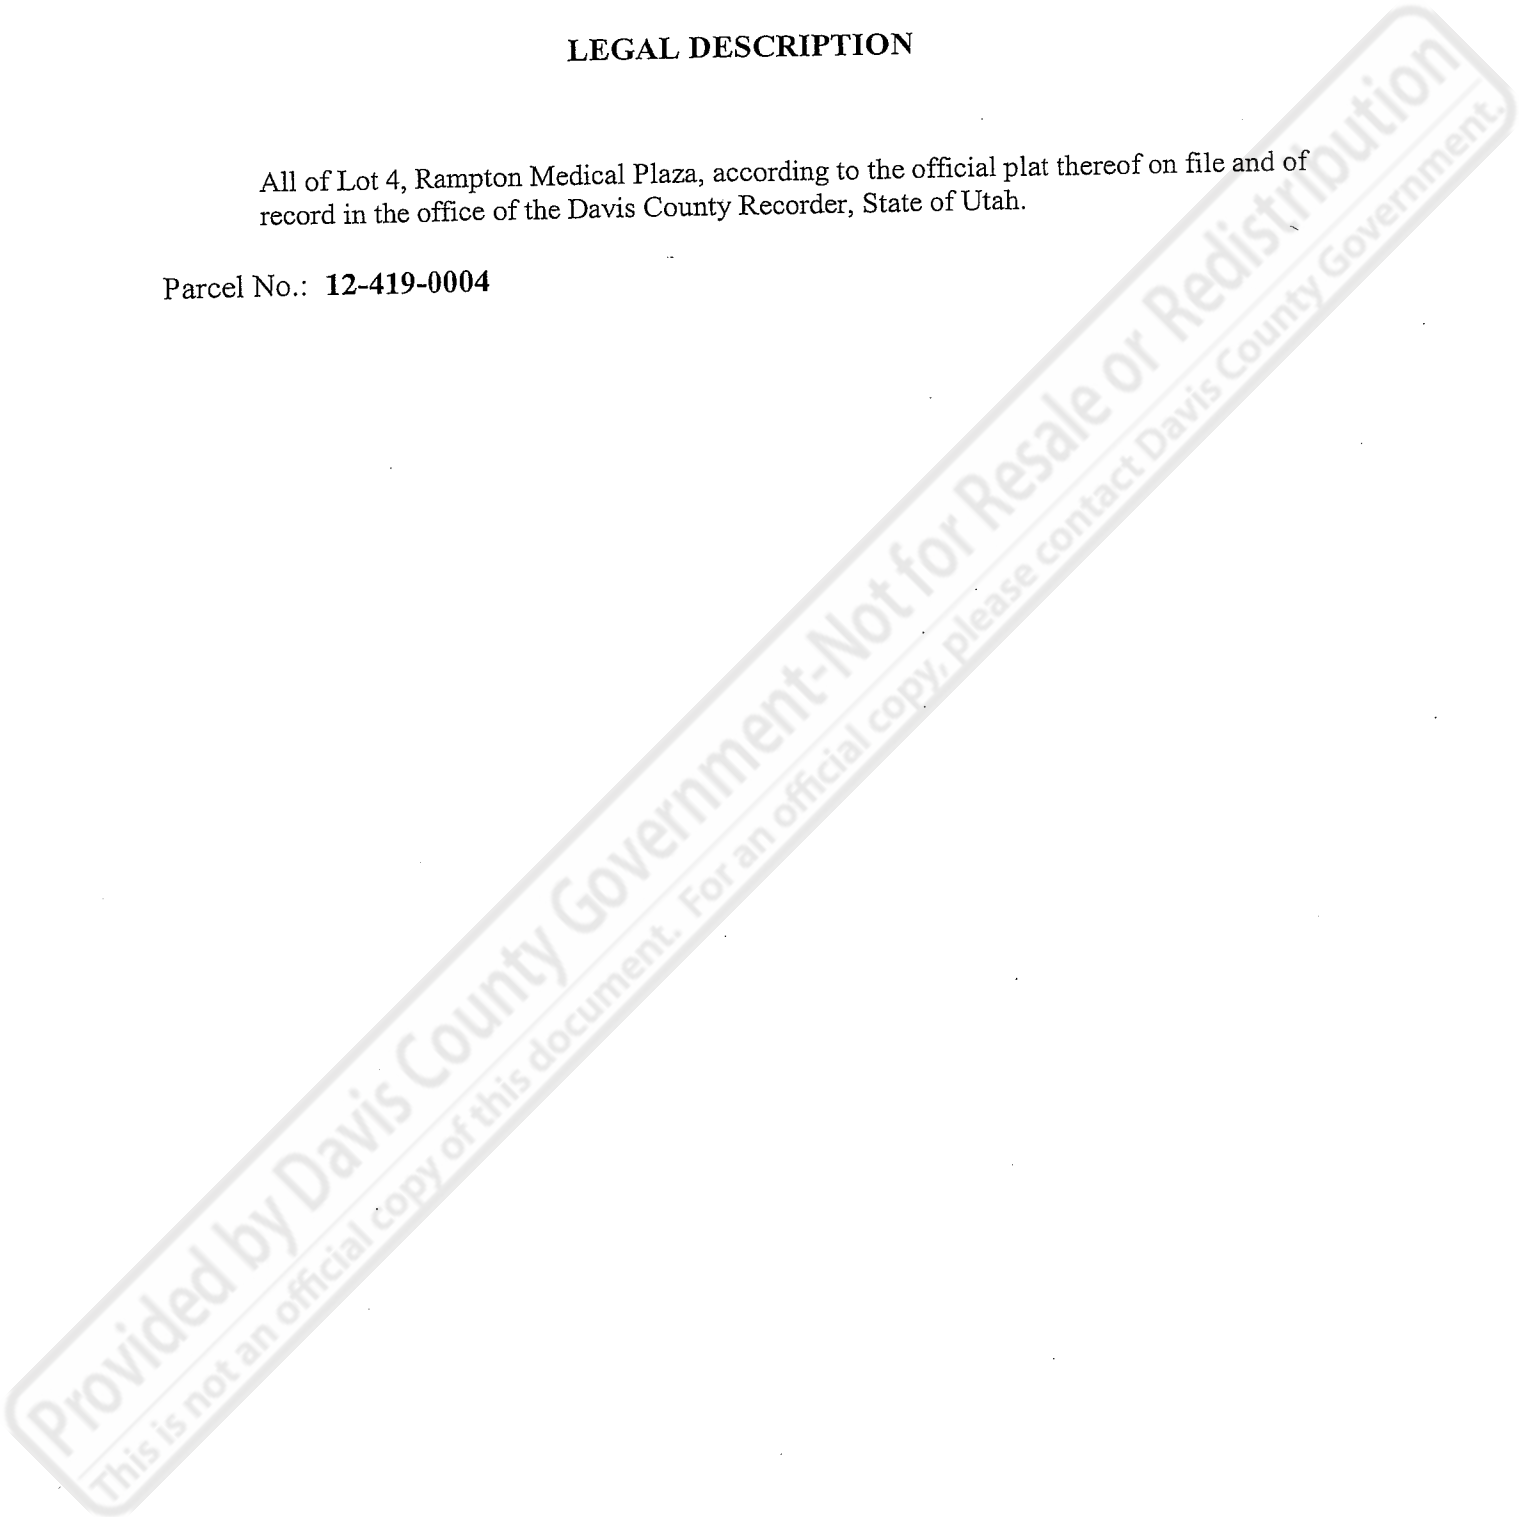 LEGAL DESCRIPTION
All of Lot 4, Rampton Medical Plaza, according to the official plat thereof on file and of
record in the office of the Davis County Recorder, State of Utah.
Parcel No.: 12-419-0004
Provided by Davis County Government-Not for Resale or Redistribution
This is not an official copy of this document. For an official copy, please contact Davis County Government.